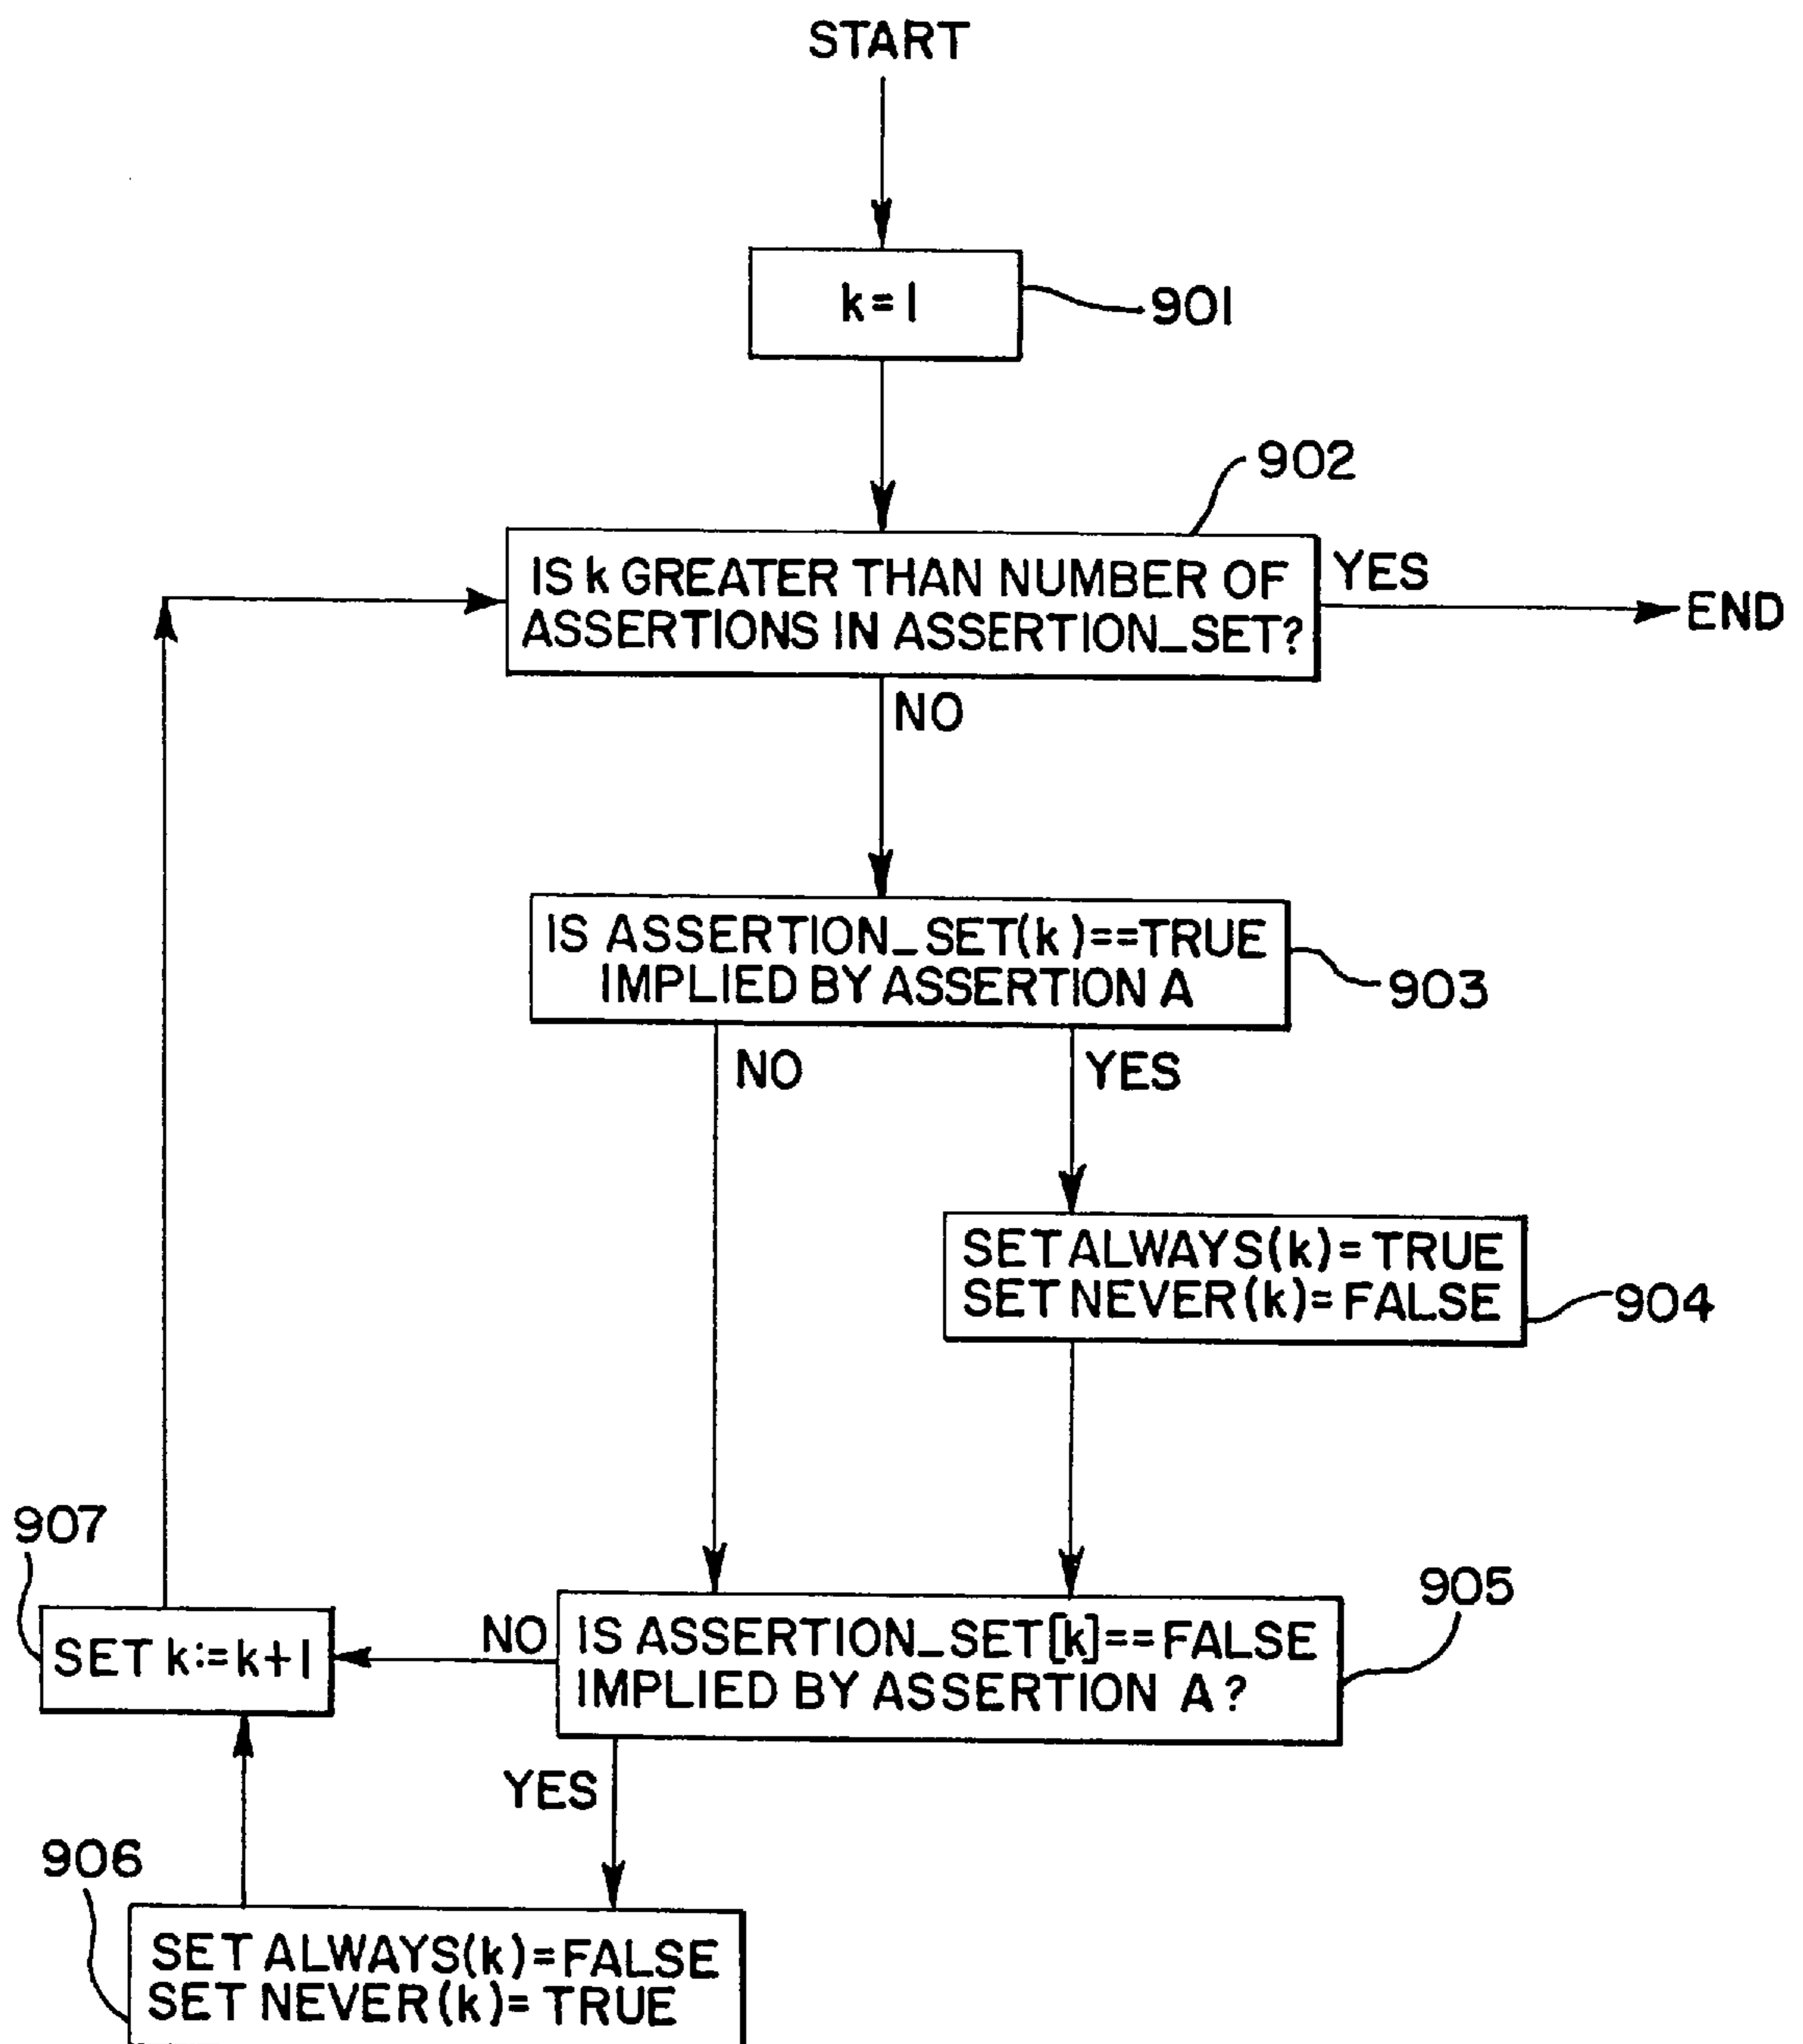 START
k=1
901
902
IS k GREATER THAN NUMBER OF
ASSERTIONS IN ASSERTION_SET?
YES
END
NO
IS ASSERTION_SET(k)==TRUE
IMPLIED BY ASSERTION A
903
NO
YES
SET ALWAYS(k)=TRUE
SET NEVER(k)=FALSE
904
907
905
SET k:=k+1
NO
IS ASSERTION_SET[k]==FALSE
IMPLIED BY ASSERTION A?
YES
906
SET ALWAYS(k)=FALSE
SET NEVER(k)=TRUE